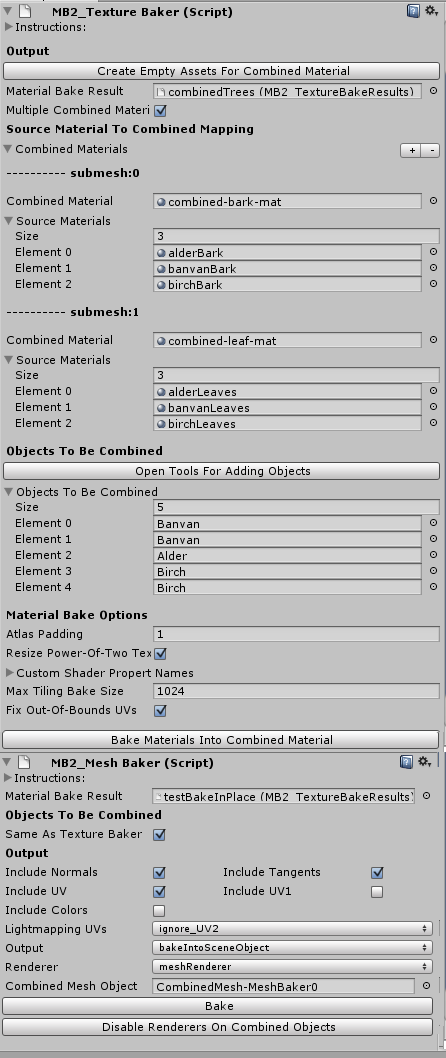 MB2_Texture Baker (Script)
Instructions:
Output
Create Empty Assets For Combined Material
Material Bake Result combinedTrees (MB2_TextureBakeResults)
Multiple Combined Materi
Source Material To Combined Mapping
Combined Materials + -
---------- submesh:0
Combined Material combined-bark-mat
Source Materials
Size 3
Element 0 alderBark
Element 1 banvanBark
Element 2 birchBark
---------- submesh:1
Combined Material combined-leaf-mat
Source Materials
Size 3
Element 0 alderLeaves
Element 1 banvanLeaves
Element 2 birchLeaves
Objects To Be Combined
Open Tools For Adding Objects
Objects To Be Combined
Size 5
Element 0 Banvan
Element 1 Banvan
Element 2 Alder
Element 3 Birch
Element 4 Birch
Material Bake Options
Atlas Padding 1
Resize Power-Of-Two Tex
Custom Shader Propert Names
Max Tiling Bake Size 1024
Fix Out-Of-Bounds UVs
Bake Materials Into Combined Material
MB2_Mesh Baker (Script)
Instructions:
Material Bake Result testBakeInPlace (MB2_TextureBakeResults)
Objects To Be Combined
Same As Texture Baker
Output
Include Normals Include Tangents
Include UV Include UV1
Include Colors
Lightmapping UVs ignore_UV2
Output bakeIntoSceneObject
Renderer meshRenderer
Combined Mesh Object CombinedMesh-MeshBaker0
Bake
Disable Renderers On Combined Objects